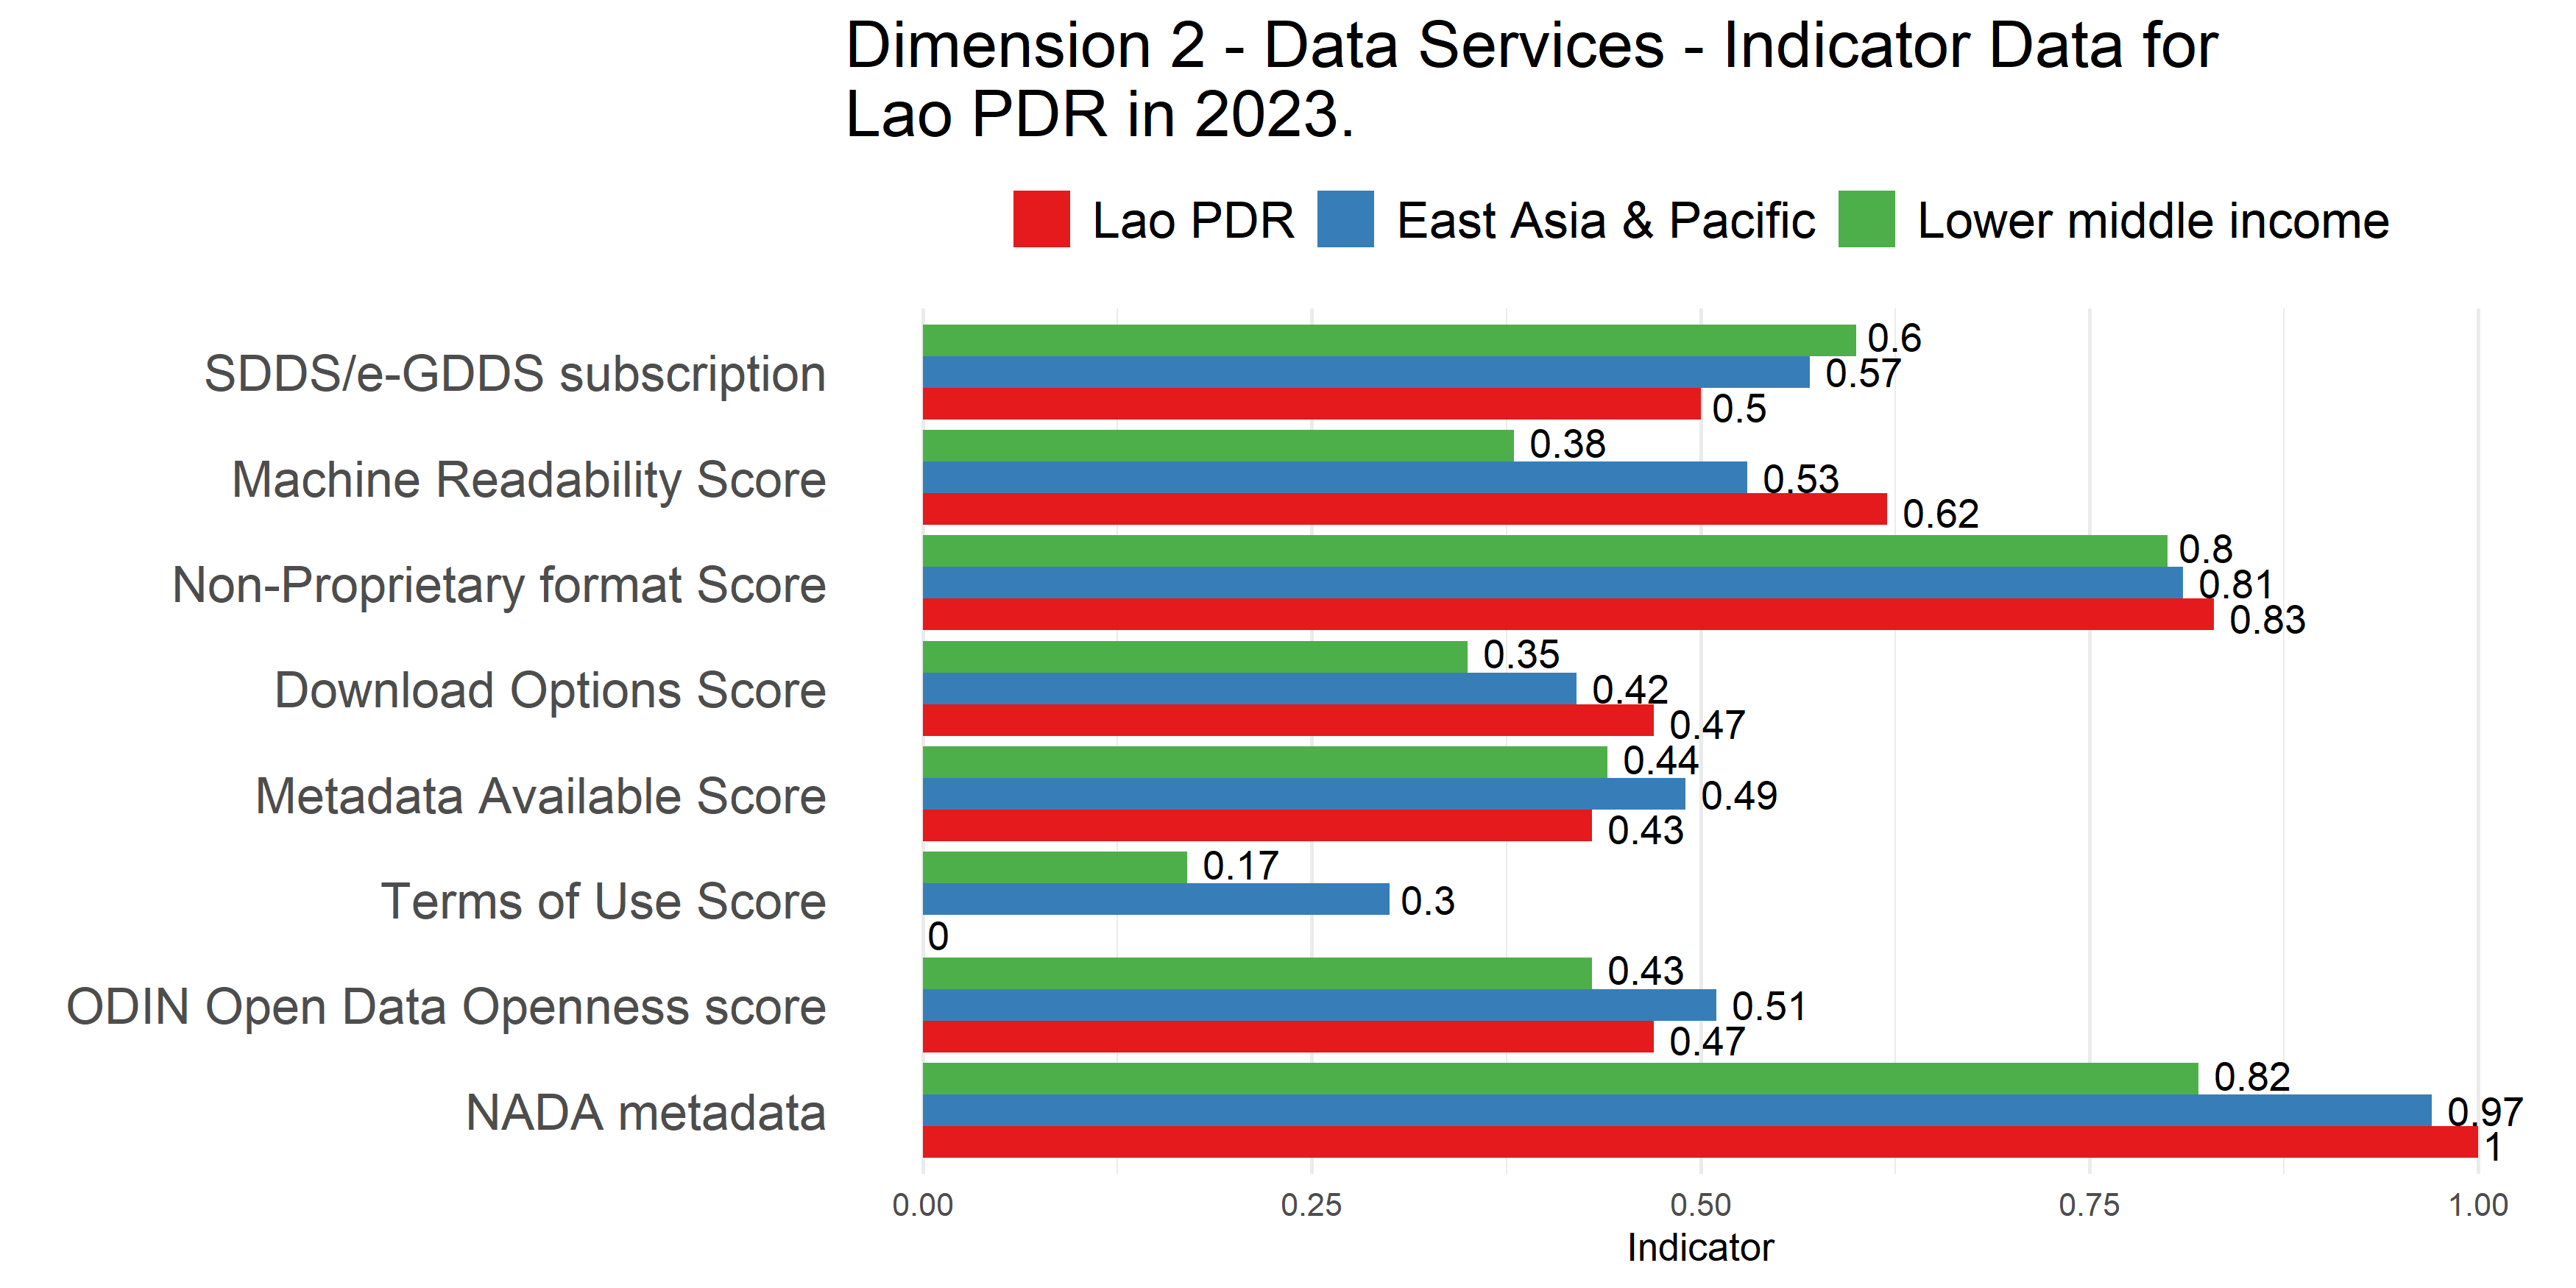 Dimension 2 - Data Services - Indicator Data for
Lao PDR in 2023.
Lao PDR East Asia & Pacific Lower middle income
SDDS/e-GDDS subscription
0.6
0.57
0.5
Machine Readability Score
0.38
0.53
0.62
Non-Proprietary format Score
0.8
0.81
0.83
Download Options Score
0.35
0.42
0.47
Metadata Available Score
0.44
0.49
0.43
Terms of Use Score
0.17
0.3
0
ODIN Open Data Openness score
0.43
0.51
0.47
NADA metadata
0.82
0.97
1
0.00 0.25 0.50 0.75 1.00
Indicator